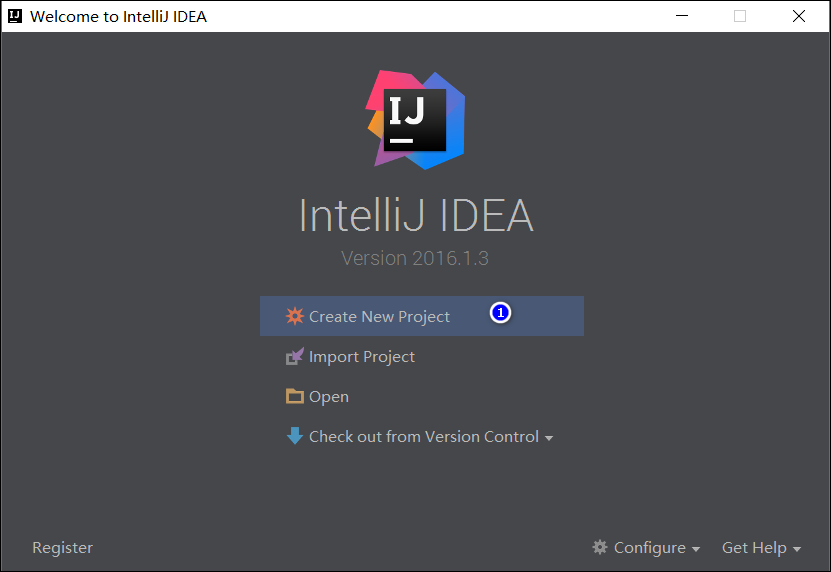 IJ Welcome to IntelliJ IDEA
IJ
IntelliJ IDEA
Version 2016.1.3
Create New Project 1
Import Project
Open
Check out from Version Control
Register Configure Get Help